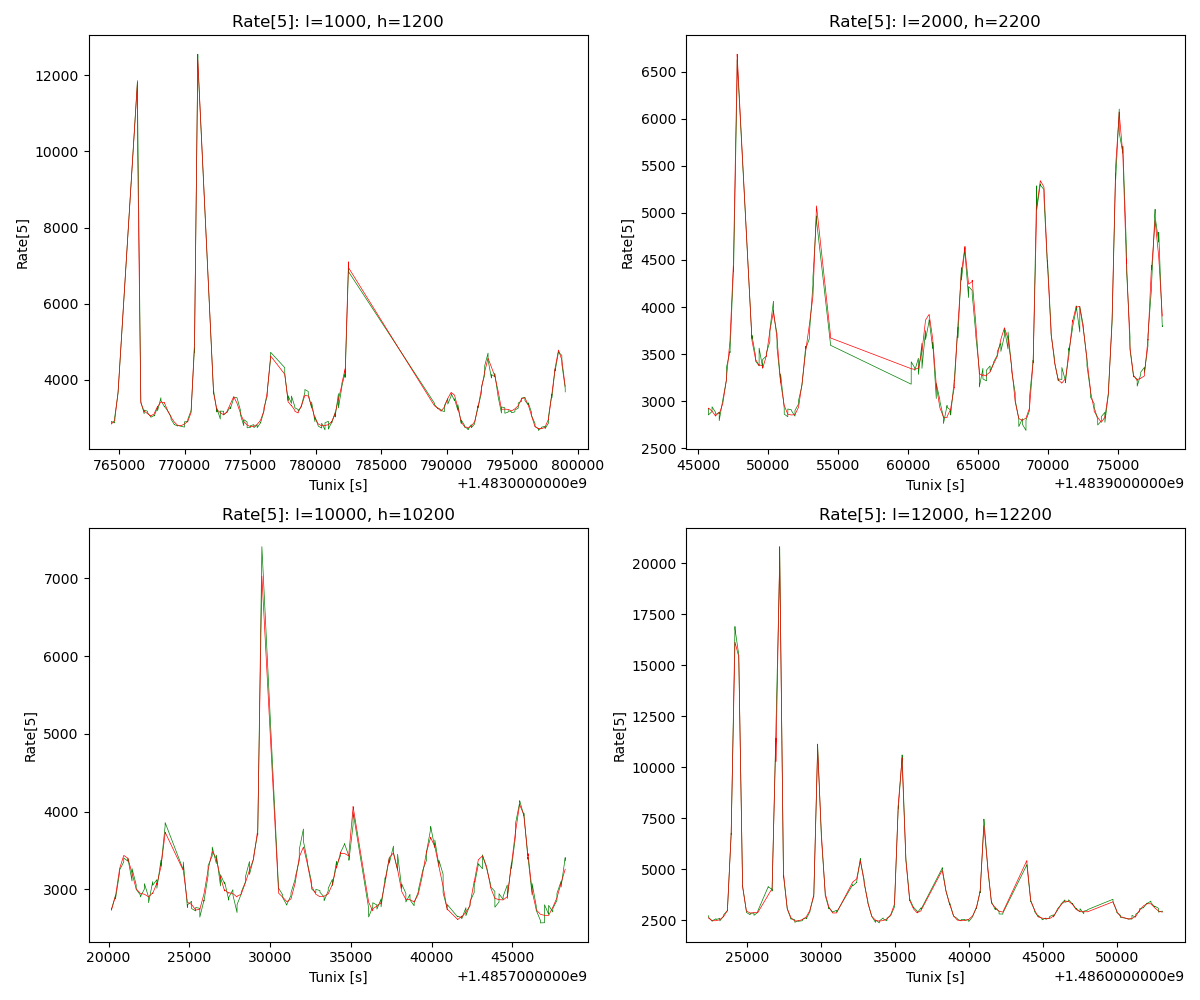 Rate[5]: l=1000, h=1200
Rate[5]
12000
10000
8000
6000
4000
765000 770000 775000 780000 785000 790000 795000 800000
Tunix [s]
+1.4830000000e9
Rate[5]: l=2000, h=2200
Rate[5]
6500
6000
5500
5000
4500
4000
3500
3000
2500
45000 50000 55000 60000 65000 70000 75000
Tunix [s]
+1.4839000000e9
Rate[5]: l=10000, h=10200
Rate[5]
7000
6000
5000
4000
3000
20000 25000 30000 35000 40000 45000
Tunix [s]
+1.4857000000e9
Rate[5]: l=12000, h=12200
Rate[5]
20000
17500
15000
12500
10000
7500
5000
2500
25000 30000 35000 40000 45000 50000
Tunix [s]
+1.4860000000e9